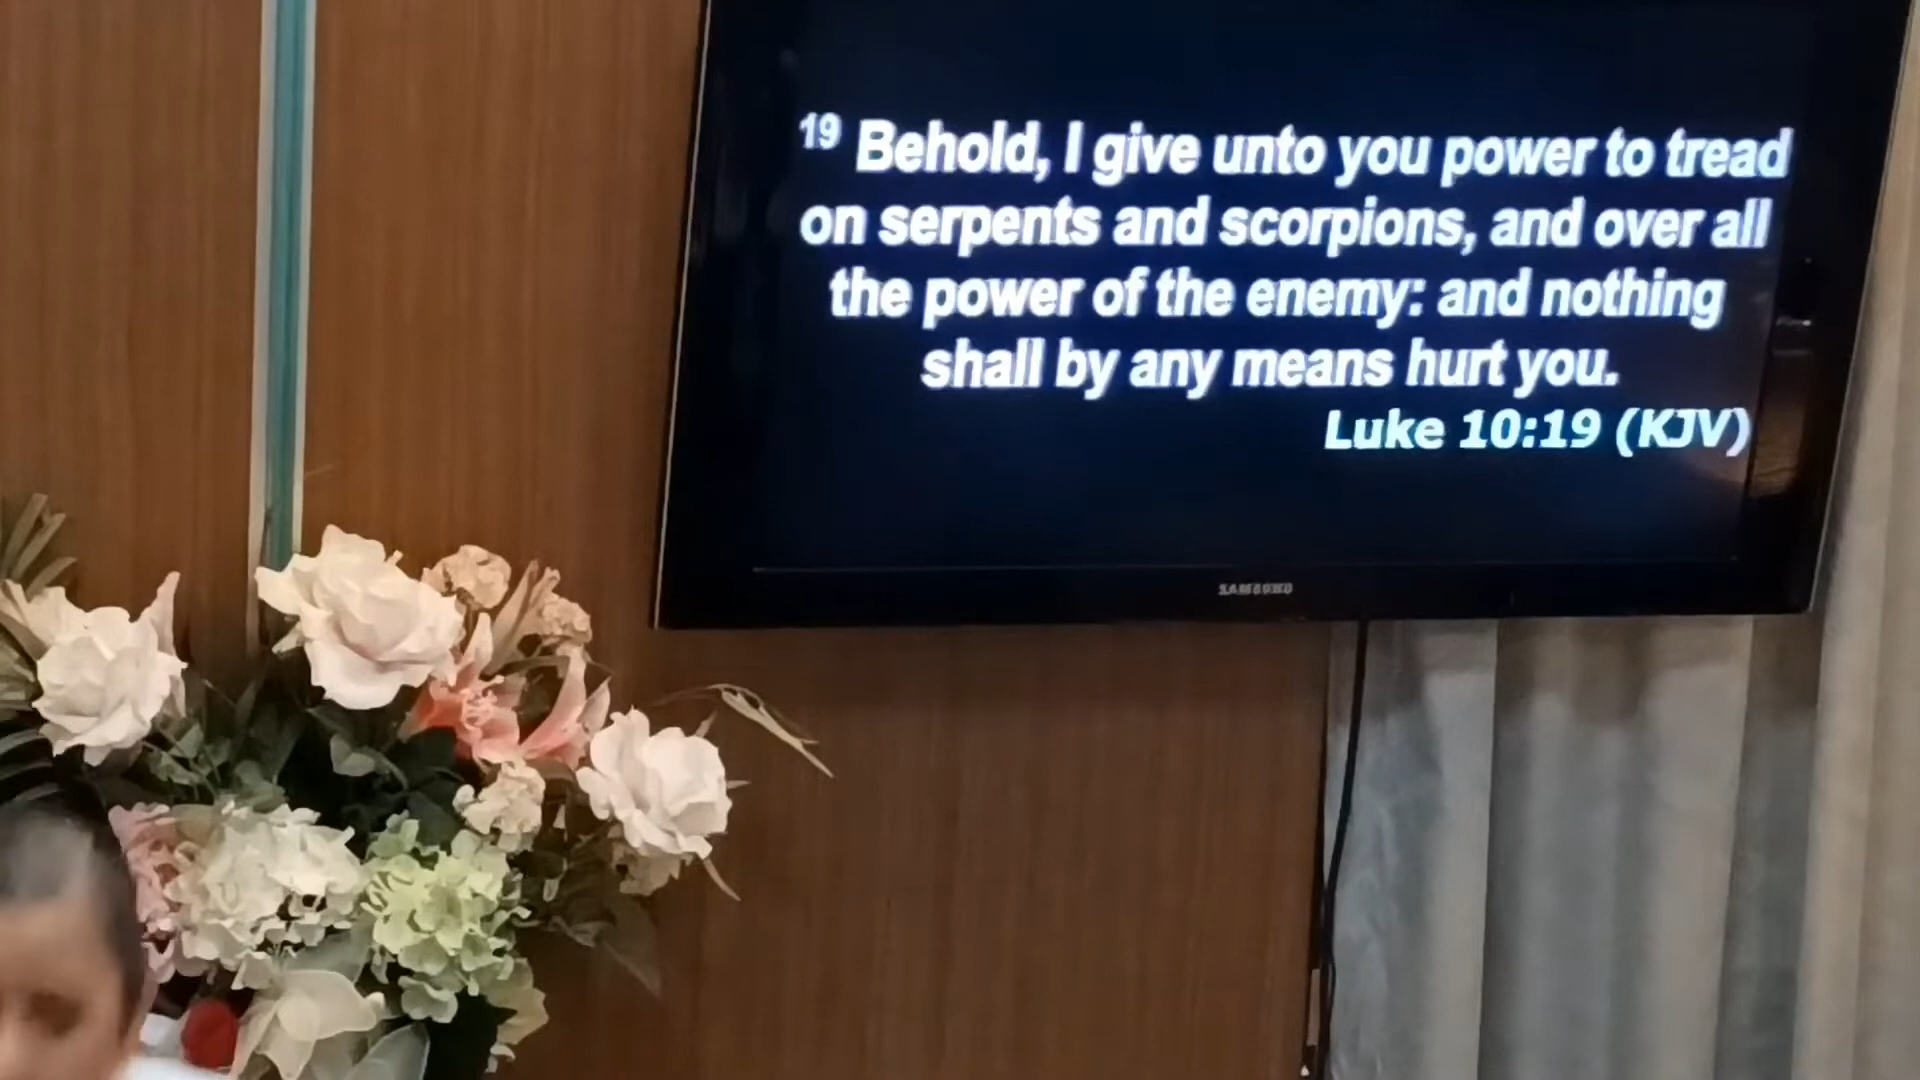 19 Behold, I give unto you power to tread
on serpents and scorpions, and over all
the power of the enemy: and nothing
shall by any means hurt you.
Luke 10:19 (KJV)
SAMSUNG